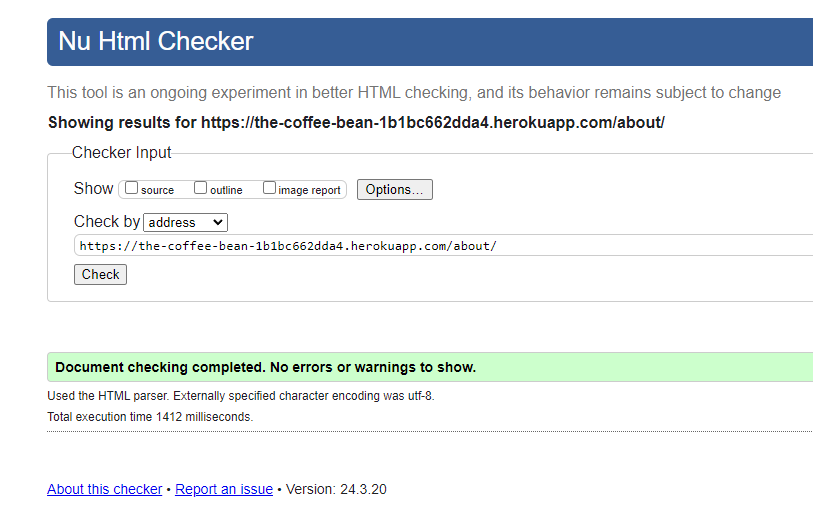 Nu Html Checker
This tool is an ongoing experiment in better HTML checking, and its behavior remains subject to change
Showing results for https://the-coffee-bean-1b1bc662dda4.herokuapp.com/about/
Checker Input
Show source outline image report Options...
Check by address
https://the-coffee-bean-1b1bc662dda4.herokuapp.com/about/
Check
Document checking completed. No errors or warnings to show.
Used the HTML parser. Externally specified character encoding was utf-8.
Total execution time 1412 milliseconds.
About this checker • Report an issue • Version: 24.3.20